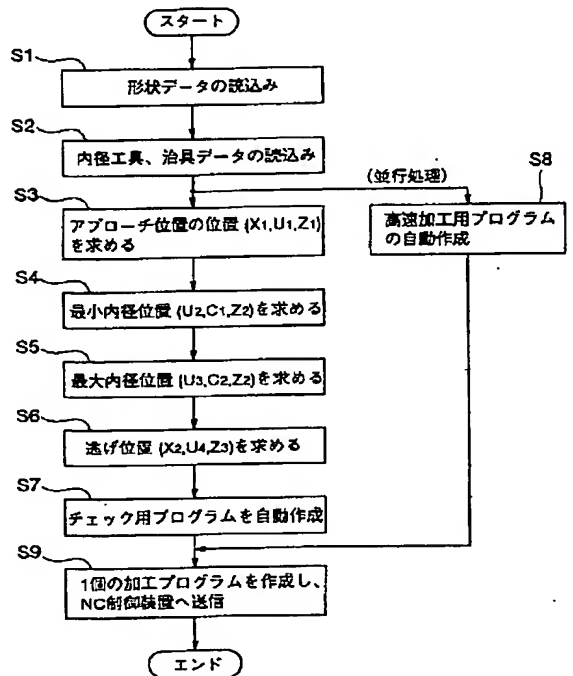 スタート
S1
形状データの読込み
S2
内径工具、治具データの読込み
(並行処理)
S8
高速加工用プログラム
の自動作成
S3
アプローチ位置の位置 (X1,U1,Z1)
を求める
S4
最小内径位置 (U2,C1,Z2)を求める
S5
最大内径位置 (U3,C2,Z2)を求める
S6
逃げ位置 (X2,U4,Z3)を求める
S7
チェック用プログラムを自動作成
S9
1個の加工プログラムを作成し、
NC制御装置へ送信
エンド